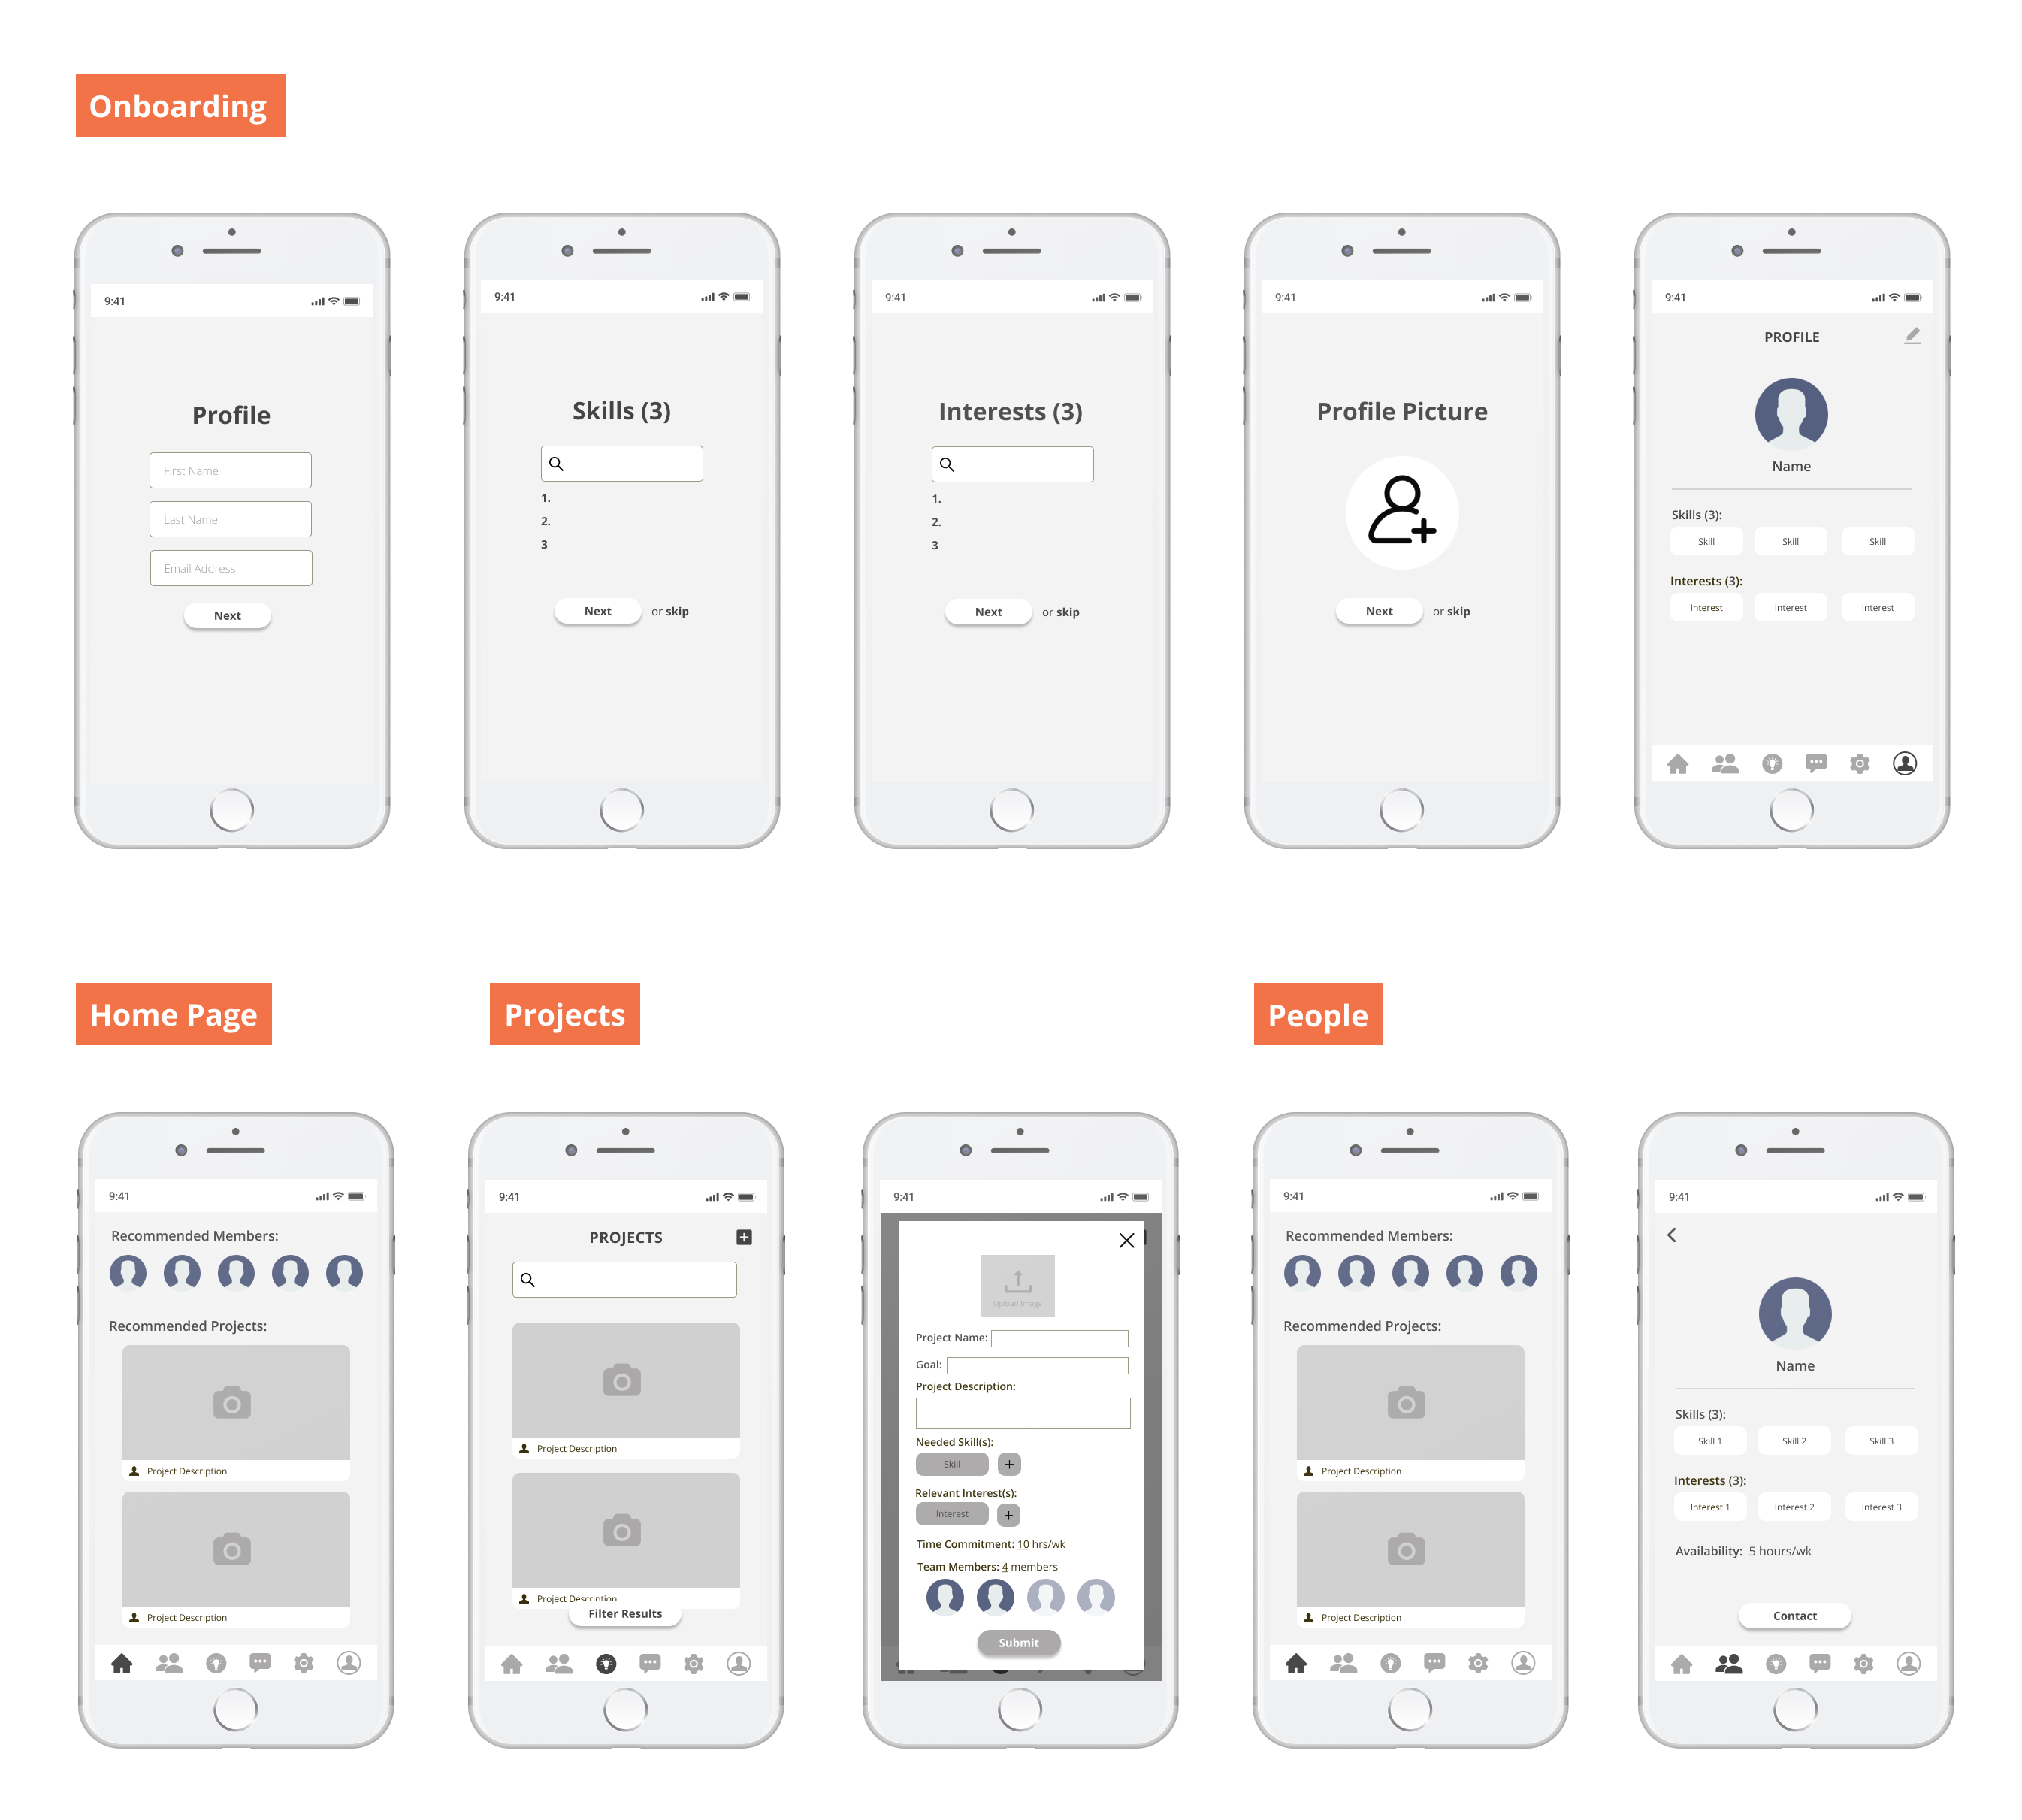 Onboarding
9:41
Profile
First Name
Last Name
Email Address
Next
9:41
Skills (3)
1.
2.
3
Next or skip
9:41
Interests (3)
1.
2.
3
Next or skip
9:41
Profile Picture
Next or skip
9:41
PROFILE
Name
Skills (3):
Skill Skill Skill
Interests (3):
Interest Interest Interest
Home Page
9:41
Recommended Members:
Recommended Projects:
Project Description
Project Description
Projects
9:41
PROJECTS
Project Description
Project Description
Filter Results
9:41
Upload Image
Project Name:
Goal:
Project Description:
Needed Skill(s):
Skill +
Relevant Interest(s):
Interest +
Time Commitment: 10 hrs/wk
Team Members: 4 members
Submit
People
9:41
Recommended Members:
Recommended Projects:
Project Description
Project Description
9:41
Name
Skills (3):
Skill 1 Skill 2 Skill 3
Interests (3):
Interest 1 Interest 2 Interest 3
Availability: 5 hours/wk
Contact